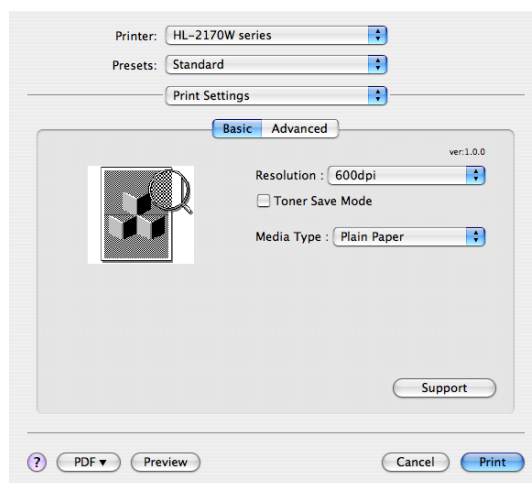 Printer: HL-2170W series
Presets: Standard
Print Settings
Basic Advanced
ver:1.0.0
Resolution : 600dpi
Toner Save Mode
Media Type : Plain Paper
Support
? PDF▼ Preview Cancel Print